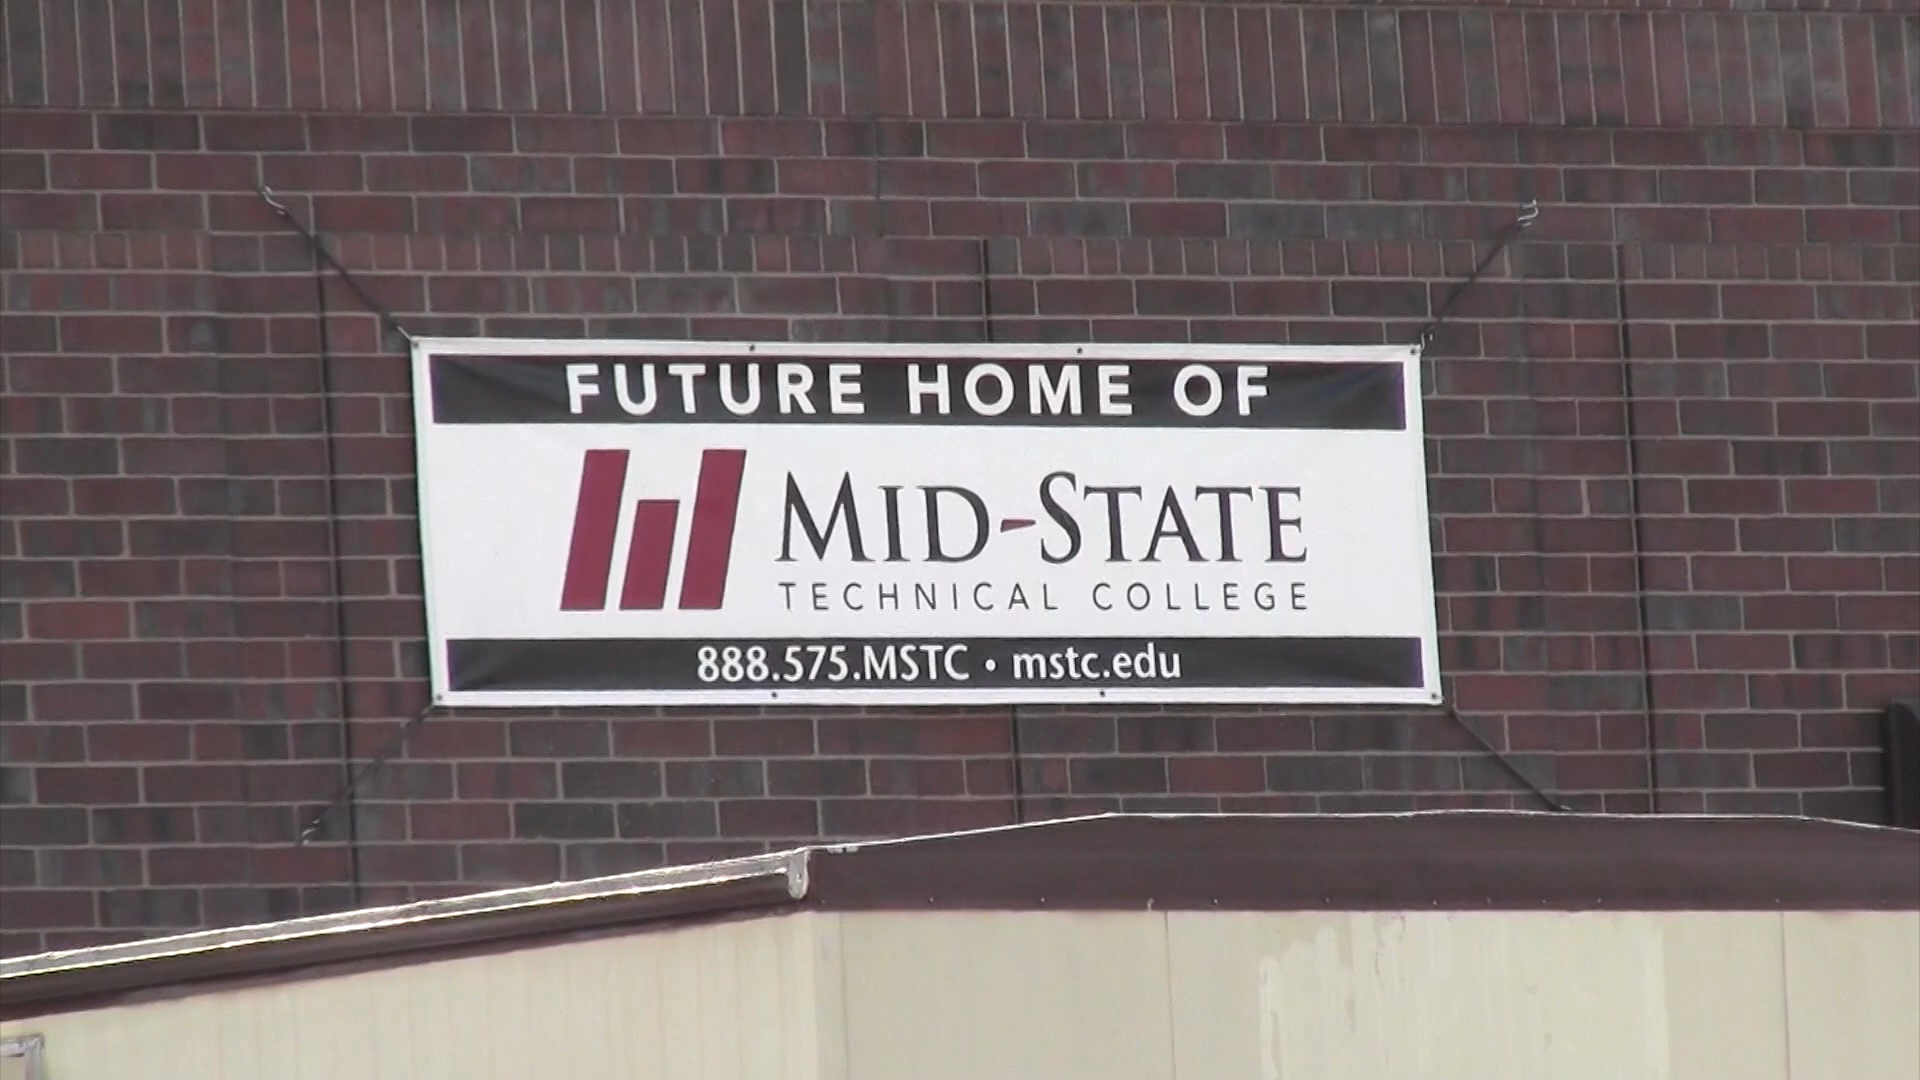 FUTURE HOME OF
MID-STATE
TECHNICAL COLLEGE
888.575.MSTC • mstc.edu